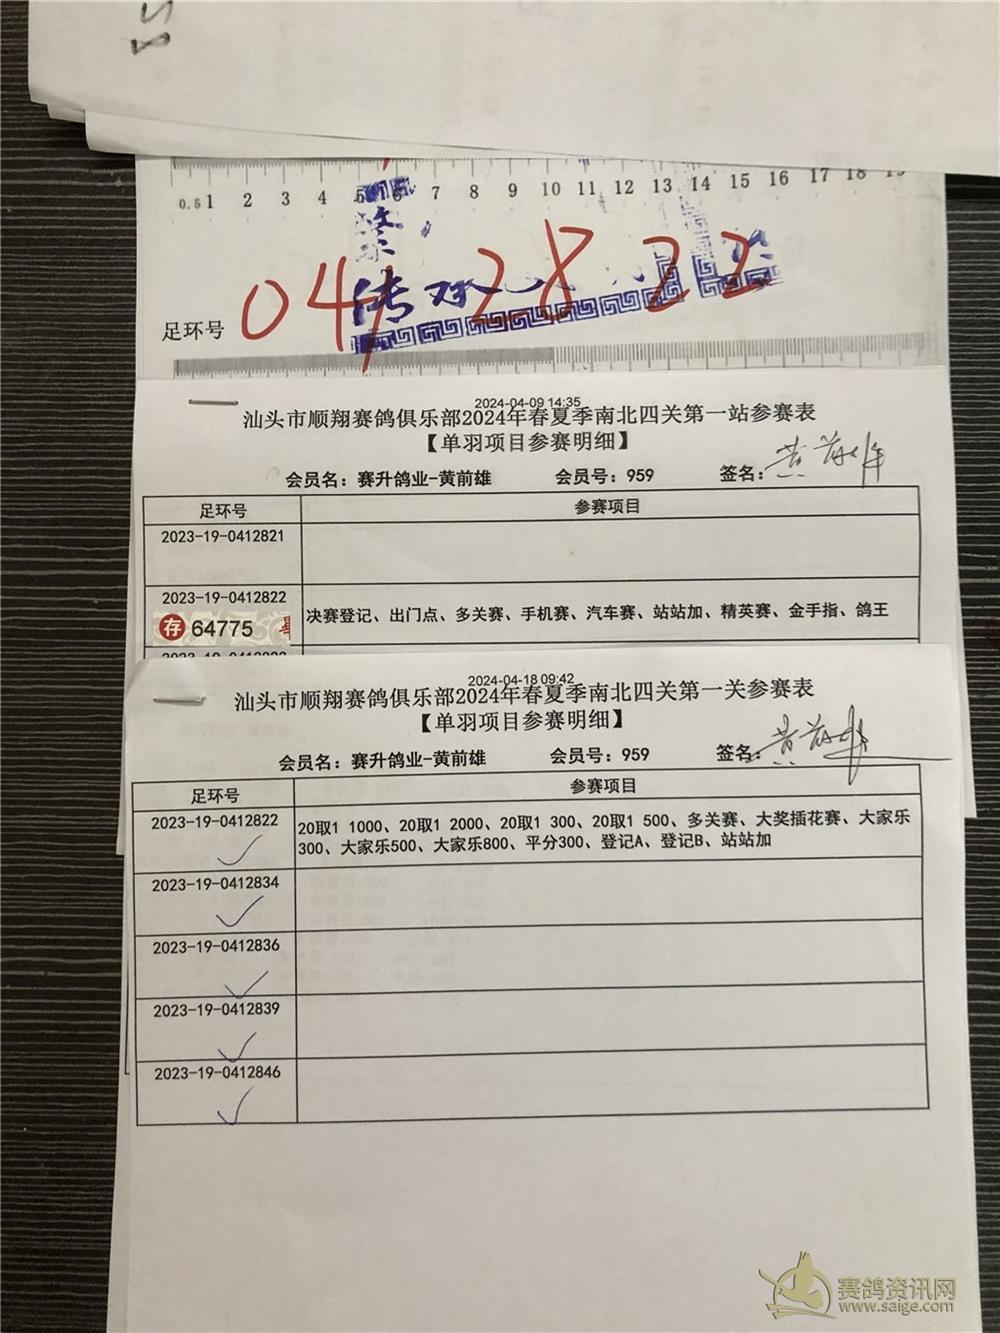 0.5 1 2 3 4 5 6 7 8 9 10 11 12 13 14 15 16 17 18 19
足环号 0412822
2024-04-09 14:35
汕头市顺翔赛鸽俱乐部2024年春夏季南北四关第一站参赛表
【单羽项目参赛明细】
会员名：赛升鸽业-黄前雄 会员号：959 签名：黄前雄
足环号 参赛项目
2023-19-0412821
2023-19-0412822
决赛登记、出门点、多关赛、手机赛、汽车赛、站站加、精英赛、金手指、鸽王
存 64775
2024-04-18 09:42
汕头市顺翔赛鸽俱乐部2024年春夏季南北四关第一关参赛表
【单羽项目参赛明细】
会员名：赛升鸽业-黄前雄 会员号：959 签名：黄前雄
足环号 参赛项目
2023-19-0412822 20取1 1000、20取1 2000、20取1 300、20取1 500、多关赛、大奖插花赛、大家乐
300、大家乐500、大家乐800、平分300、登记A、登记B、站站加
2023-19-0412834
2023-19-0412836
2023-19-0412839
2023-19-0412846
赛鸽资讯网
www.saige.com